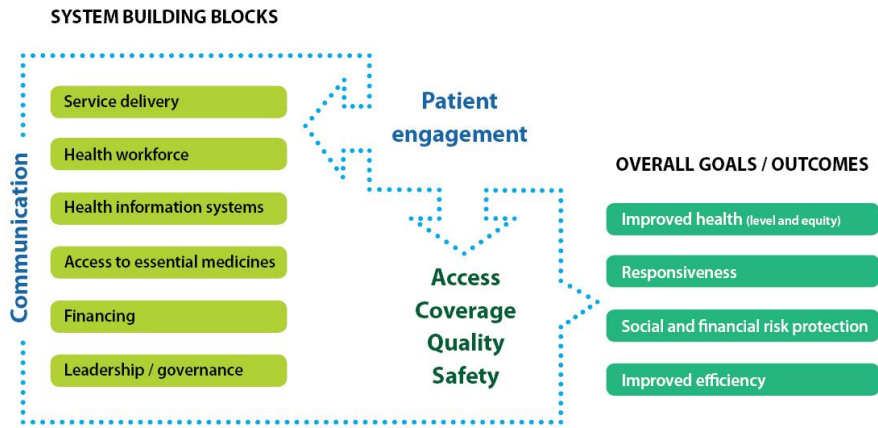 SYSTEM BUILDING BLOCKS
Communication
Service delivery
Health workforce
Health information systems
Access to essential medicines
Financing
Leadership / governance
Patient
engagement
Access
Coverage
Quality
Safety
OVERALL GOALS / OUTCOMES
Improved health (level and equity)
Responsiveness
Social and financial risk protection
Improved efficiency